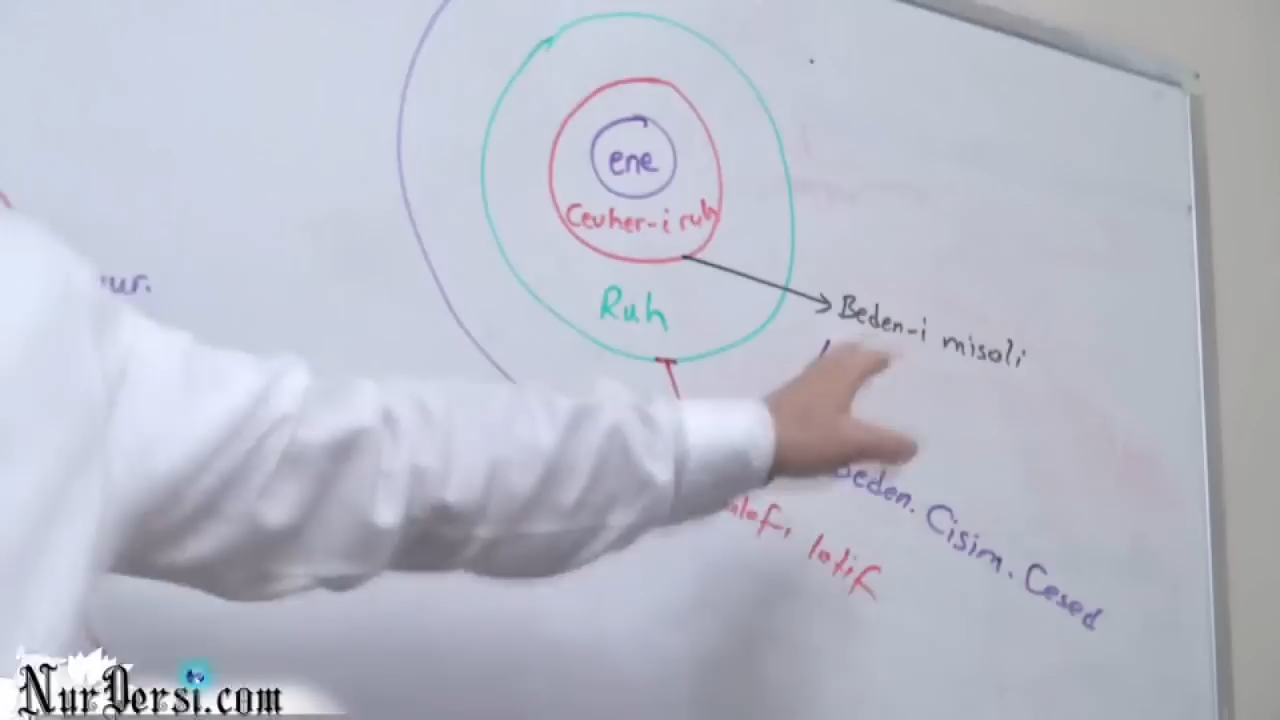 ene
Cevher-i ruh
Ruh
Beden-i misali
Beden. Cisim. Cesed
latif
NurDersi.com